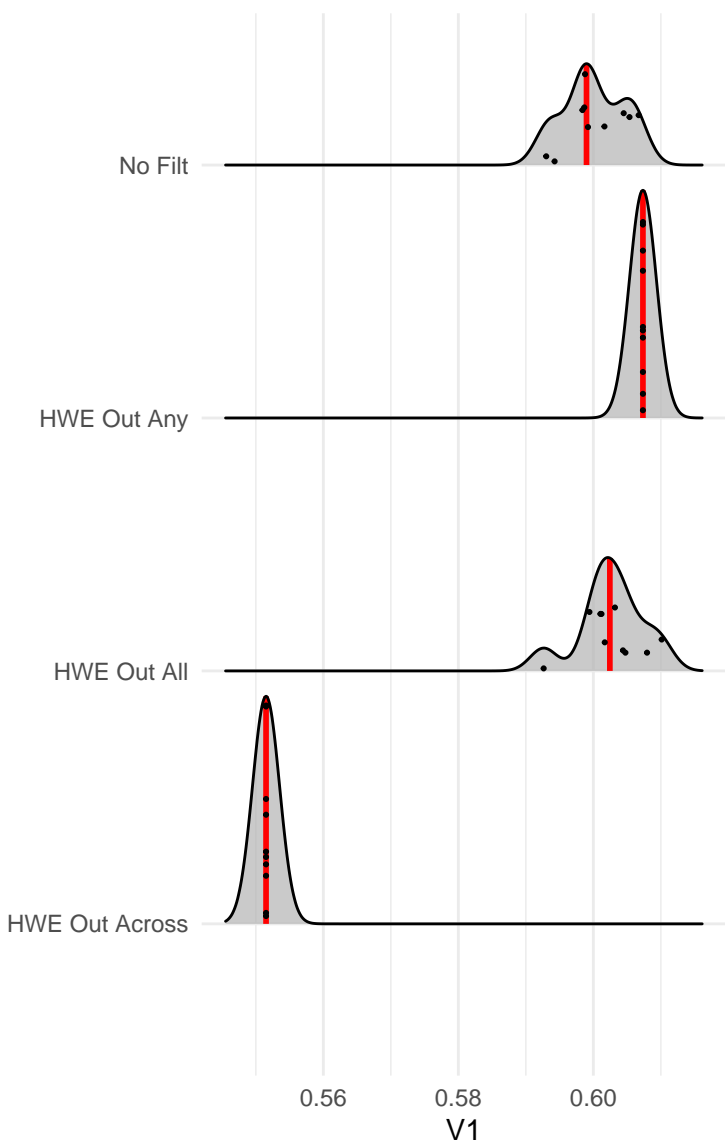 No Filt
HWE Out Any
HWE Out All
HWE Out Across
0.56 0.58 0.60
V1